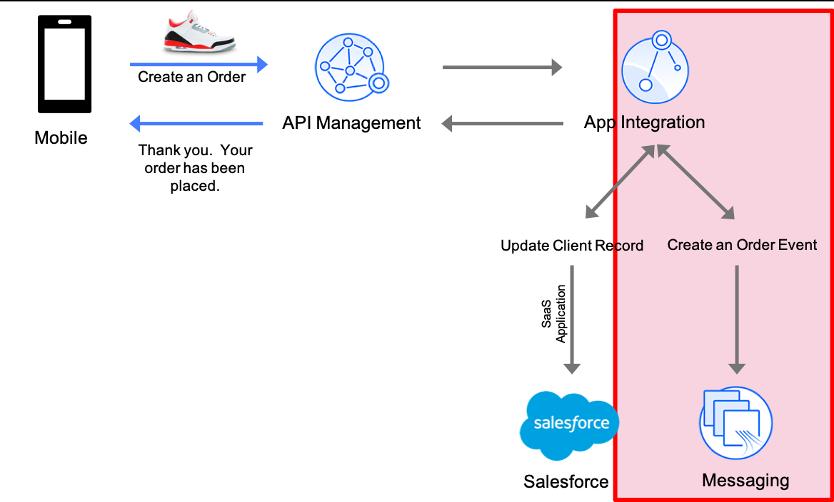 Create an Order
Mobile
API Management
App Integration
Thank you.  Your
order has been
placed.
Update Client Record
Create an Order Event
SaaS
Application
salesforce
Salesforce
Messaging